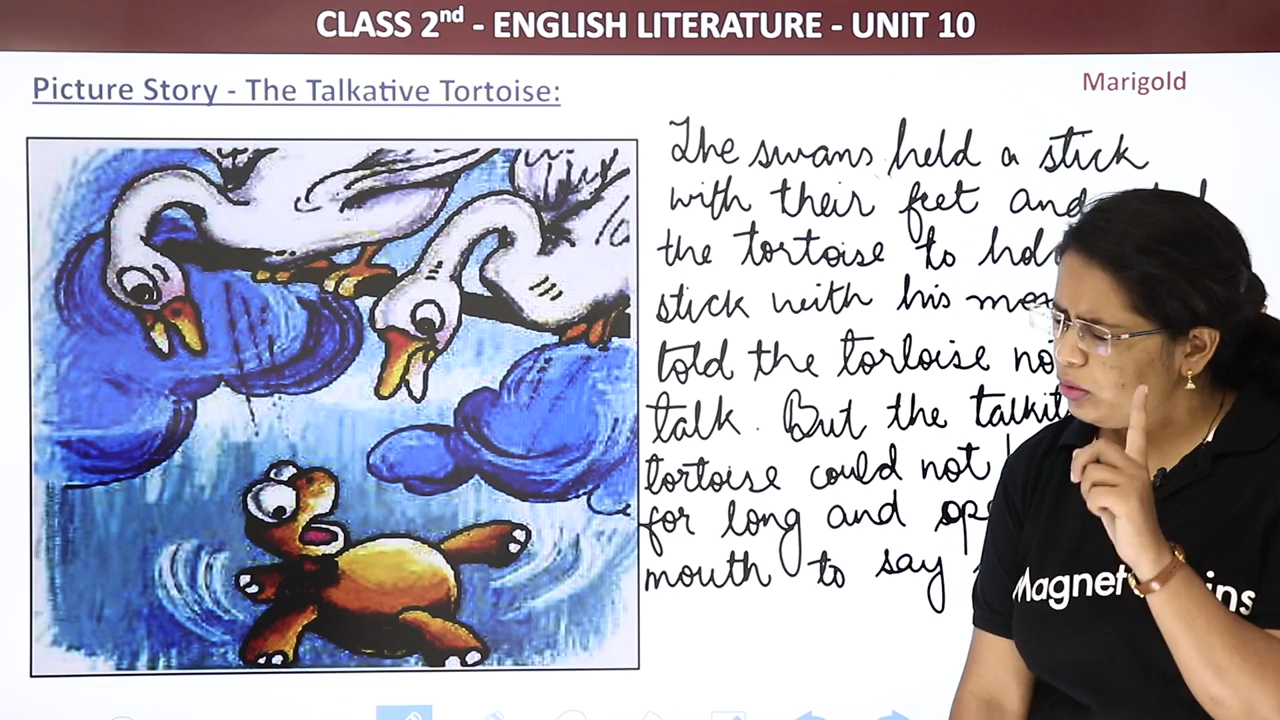 CLASS 2nd - ENGLISH LITERATURE - UNIT 10
Picture Story - The Talkative Tortoise:
Marigold
The swans held a stick
with their feet and
the tortoise to
stick with his
told the torloise
talk. But the
tortoise could not
for long and
mouth to say